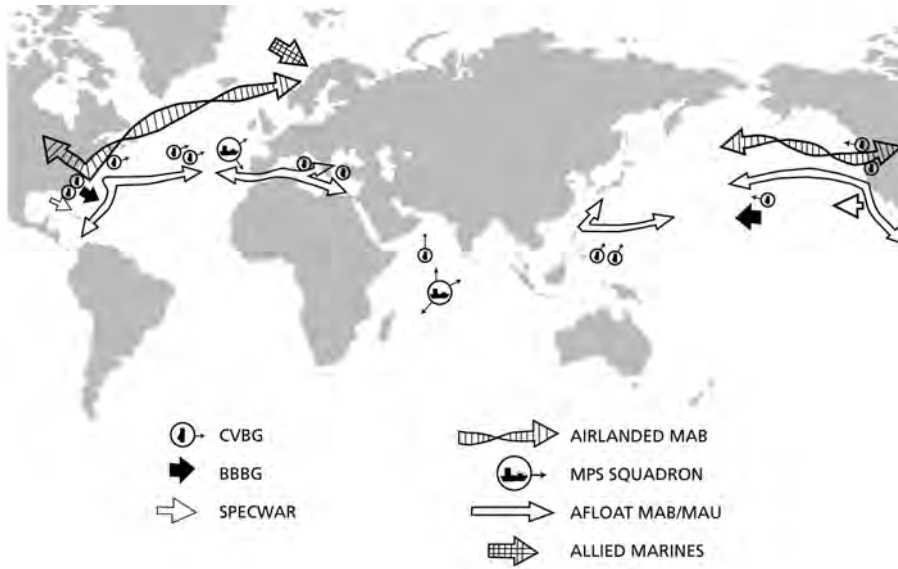 CVBG
BBBG
SPECWAR
AIRLANDED MAB
MPS SQUADRON
AFLOAT MAB/MAU
ALLIED MARINES